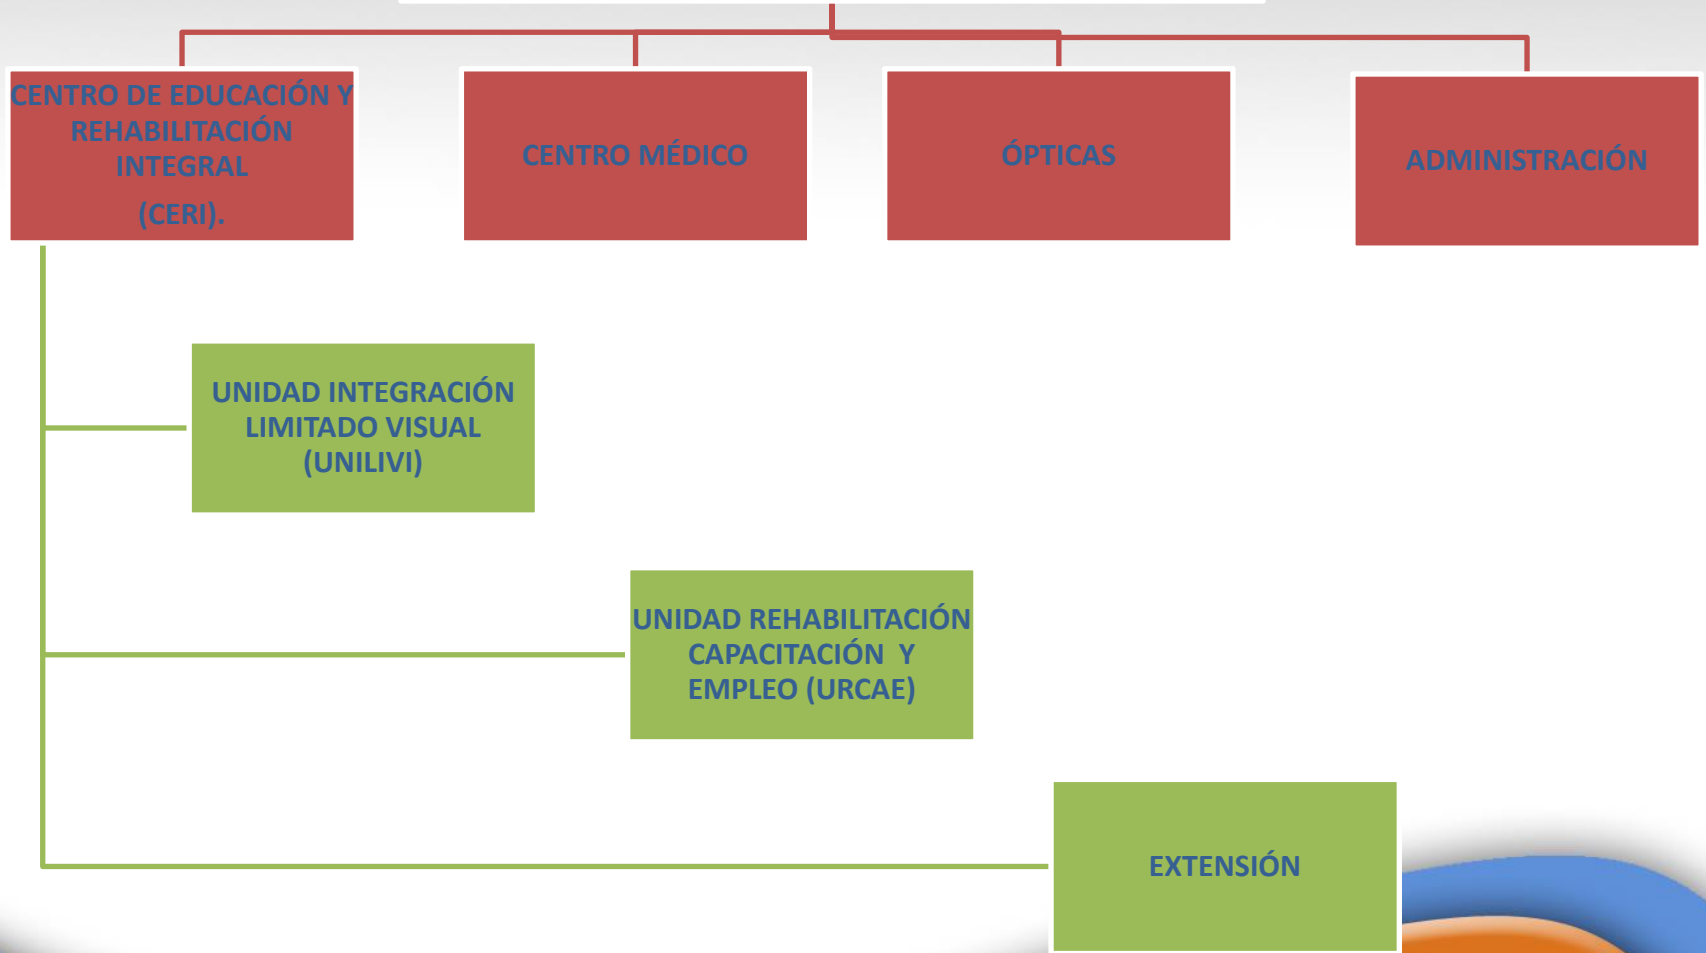 CENTRO DE EDUCACIÓN Y
REHABILITACIÓN
INTEGRAL
(CERI).
CENTRO MÉDICO
ÓPTICAS
ADMINISTRACIÓN
UNIDAD INTEGRACIÓN
LIMITADO VISUAL
(UNILIVI)
UNIDAD REHABILITACIÓN
CAPACITACIÓN Y
EMPLEO (URCAE)
EXTENSIÓN